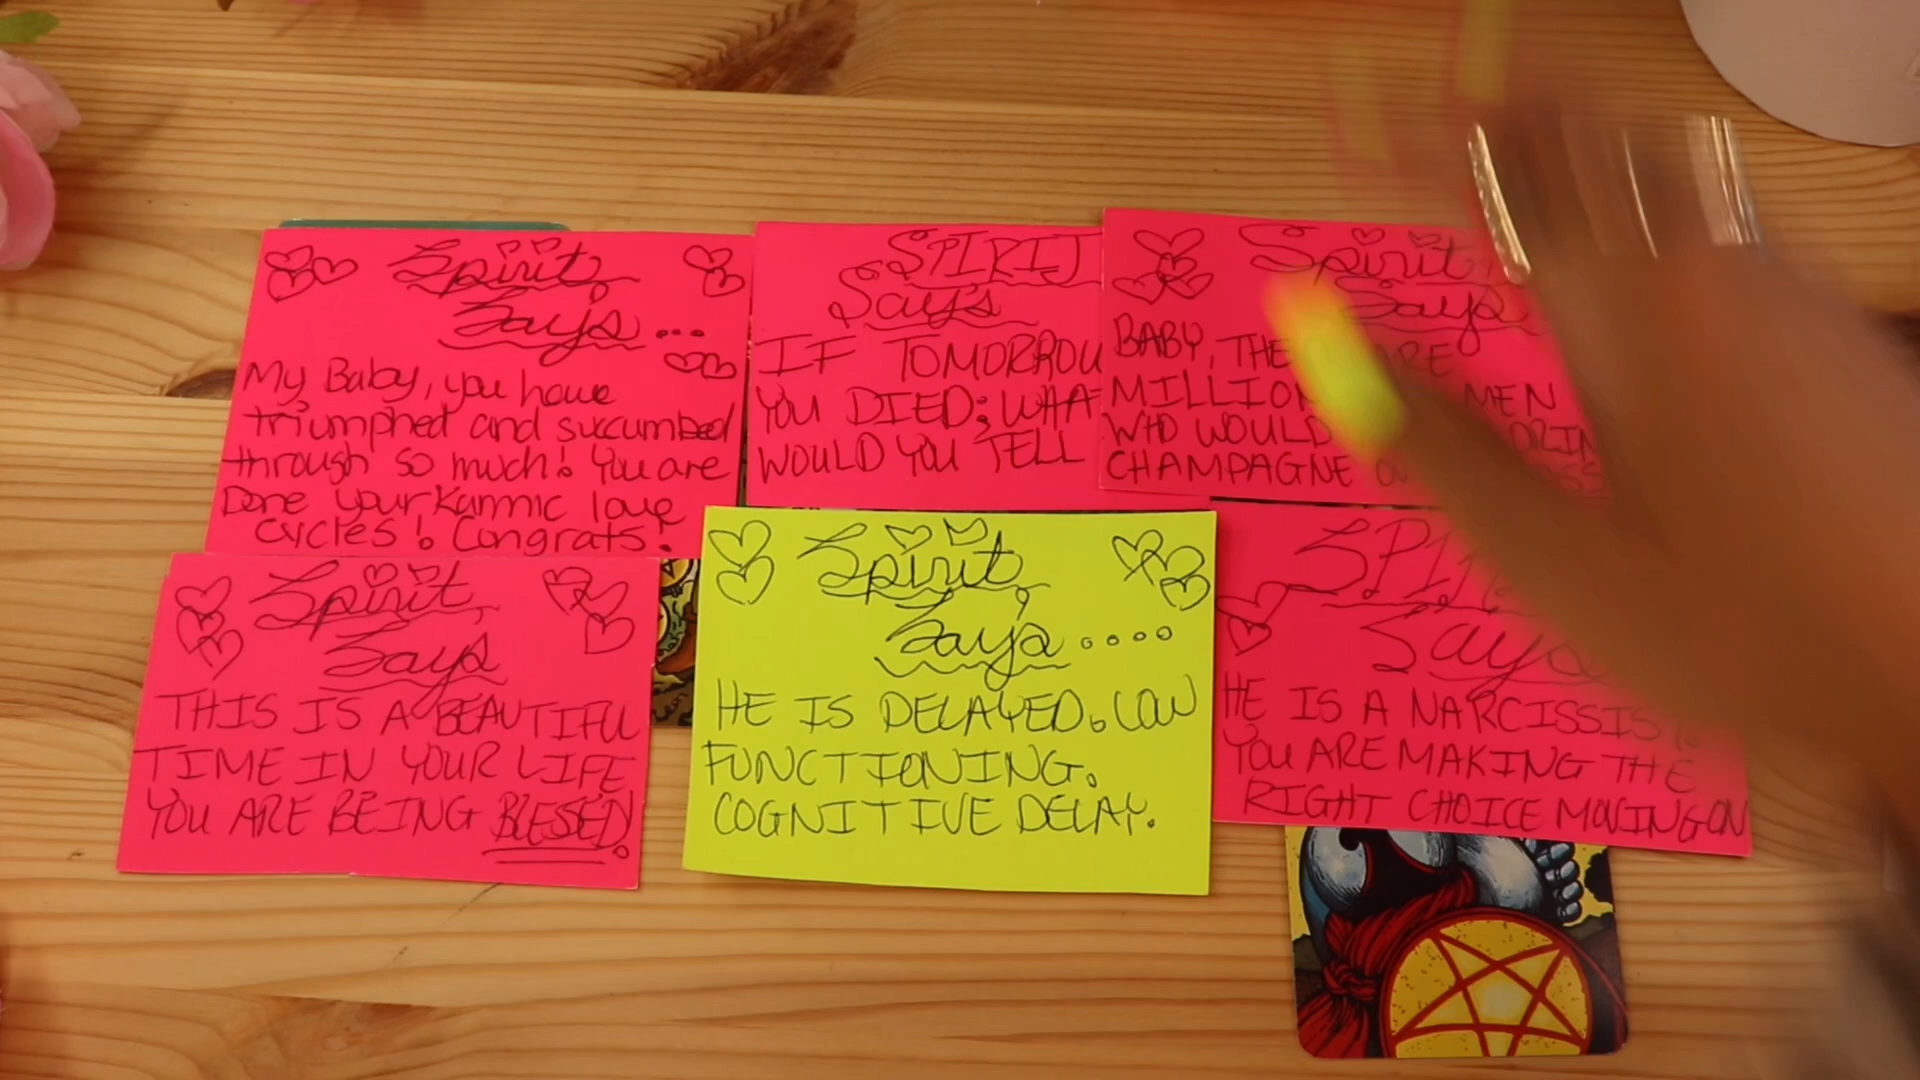 Spirit
Says...
My Baby, you have
triumphed and succumbed
through so much! You are
Done your Karmic love
cycles! Congrats!
SPIRIT
Says
IF TOMORROW
YOU DIED; WHA
WOULD YOU TELL
Spirit
Says
BABY, THE
MILLION MEN
WHO WOULD
CHAMPAGNE
Spirit
Says
THIS IS A BEAUTIFUL
TIME IN YOUR LIFE
YOU ARE BEING BLESSED.
Spirit
Says....
HE IS DELAYED. LOW
FUNCTIONING.
COGNITIVE DELAY.
Says
HE IS A NARCISSIST.
YOU ARE MAKING THE
RIGHT CHOICE MOVING ON